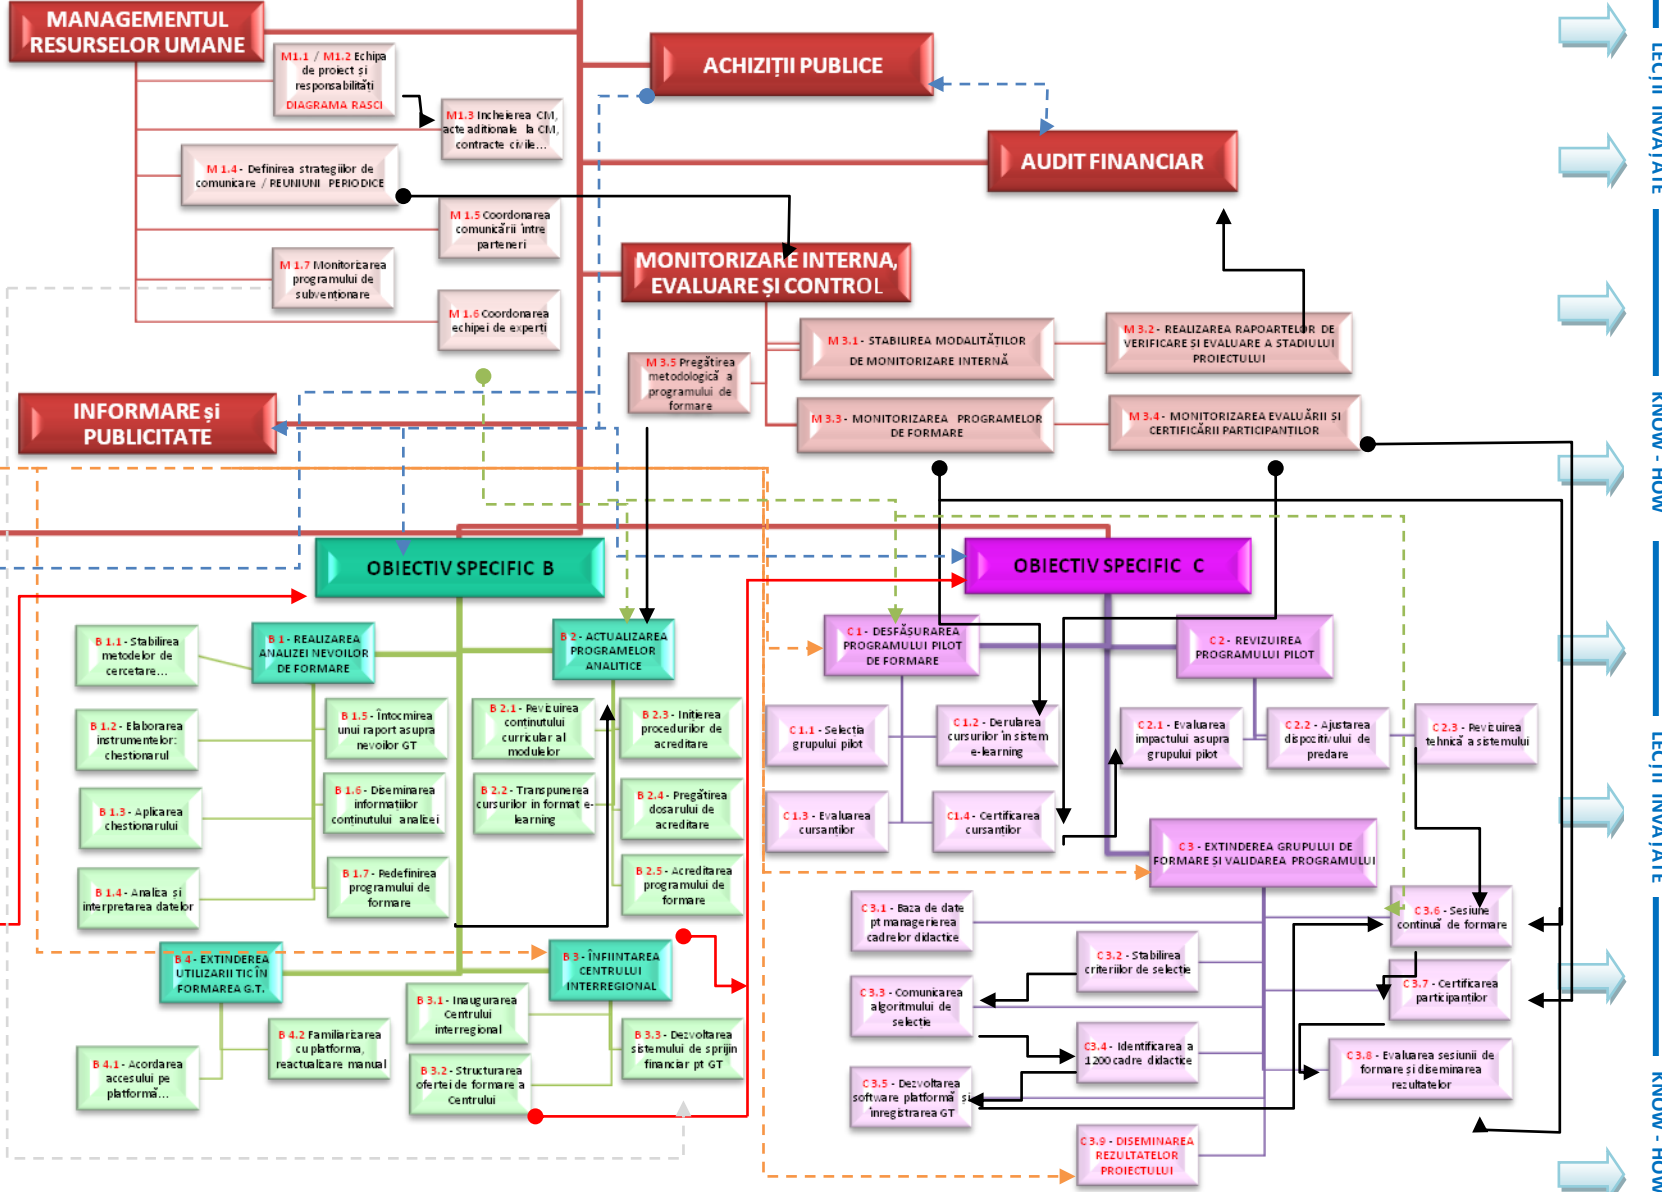 MANAGEMENTUL
RESURSELOR UMANE
M1.1 / M1.2 Echipa
de proiect și
responsabilități
DIAGRAMA RASCI
M1.3 Incheierea CM,
acte aditionale la CM,
contracte civile...
M 1.4 - Definirea strategiilor de
comunicare / REUNIUNI PERIODICE
M 1.5 Coordonarea
comunicării între
parteneri
M 1.7 Monitorizarea
programului de
subvenționare
M 1.6 Coordonarea
echipei de experți
ACHIZIȚII PUBLICE
AUDIT FINANCIAR
MONITORIZARE INTERNA,
EVALUARE ȘI CONTROL
M 3.1 - STABILIREA MODALITĂȚILOR
DE MONITORIZARE INTERNĂ
M 3.2 - REALIZAREA RAPOARTELOR DE
VERIFICARE ȘI EVALUARE A STADIULUI
PROIECTULUI
M 3.5 Pregătirea
metodologică a
programului de
formare
M 3.3 - MONITORIZAREA PROGRAMELOR
DE FORMARE
M 3.4 - MONITORIZAREA EVALUĂRII ȘI
CERTIFICĂRII PARTICIPANȚILOR
INFORMARE și
PUBLICITATE
OBIECTIV SPECIFIC B
B 1.1 - Stabilirea
metodelor de
cercetare...
B 1 - REALIZAREA
ANALIZEI NEVOILOR
DE FORMARE
B 2 - ACTUALIZAREA
PROGRAMELOR
ANALITICE
B 1.2 - Elaborarea
instrumentelor:
chestionarul
B 1.5 - Întocmirea
unui raport asupra
nevoilor GT
B 2.1 - Revizuirea
conținutului
curricular al
modulelor
B 2.3 - Inițierea
procedurilor de
acreditare
B 1.3 - Aplicarea
chestionarului
B 1.6 - Diseminarea
informațiilor
conținutului analizei
B 2.2 - Transpunerea
cursurilor in format e-
learning
B 2.4 - Pregătirea
dosarului de
acreditare
B 1.4 - Analiza și
interpretarea datelor
B 1.7 - Redefinirea
programului de
formare
B 2.5 - Acreditarea
programului de
formare
B 4 - EXTINDEREA
UTILIZARII TIC ÎN
FORMAREA G.T.
B 3 - ÎNFIINTAREA
CENTRULUI
INTERREGIONAL
B 3.1 - Inaugurarea
Centrului
interregional
B 4.2 Familiarizarea
cu platforma,
reactualizare manual
B 3.3 - Dezvoltarea
sistemului de sprijin
financiar pt GT
B 4.1 - Acordarea
accesului pe
platformă...
B 3.2 - Structurarea
ofertei de formare a
Centrului
OBIECTIV SPECIFIC C
C 1 - DESFĂȘURAREA
PROGRAMULUI PILOT
DE FORMARE
C 2 - REVIZUIREA
PROGRAMULUI PILOT
C 1.1 - Selecția
grupului pilot
C 1.2 - Derularea
cursurilor în sistem
e-learning
C 2.1 - Evaluarea
impactului asupra
grupului pilot
C 2.2 - Ajustarea
dispozitivului de
predare
C 2.3 - Revizuirea
tehnică a sistemului
C 1.3 - Evaluarea
cursanților
C1.4 - Certificarea
cursanților
C 3 - EXTINDEREA GRUPULUI DE
FORMARE ȘI VALIDAREA PROGRAMULUI
C 3.1 - Baza de date
pt managerierea
cadrelor didactice
C 3.6 - Sesiune
continuă de formare
C 3.2 - Stabilirea
criteriilor de selecție
C 3.3 - Comunicarea
algoritmului de
selecție
C 3.7 - Certificarea
participanților
C3.4 - Identificarea a
1200 cadre didactice
C 3.8 - Evaluarea sesiunii de
formare și diseminarea
rezultatelor
C 3.5 - Dezvoltarea
software platformă și
înregistrarea GT
C 3.9 - DISEMINAREA
REZULTATELOR
PROIECTULUI
LECȚII INVĂȚATE
KNOW - HOW
LECȚII INVĂȚATE
KNOW - HOW